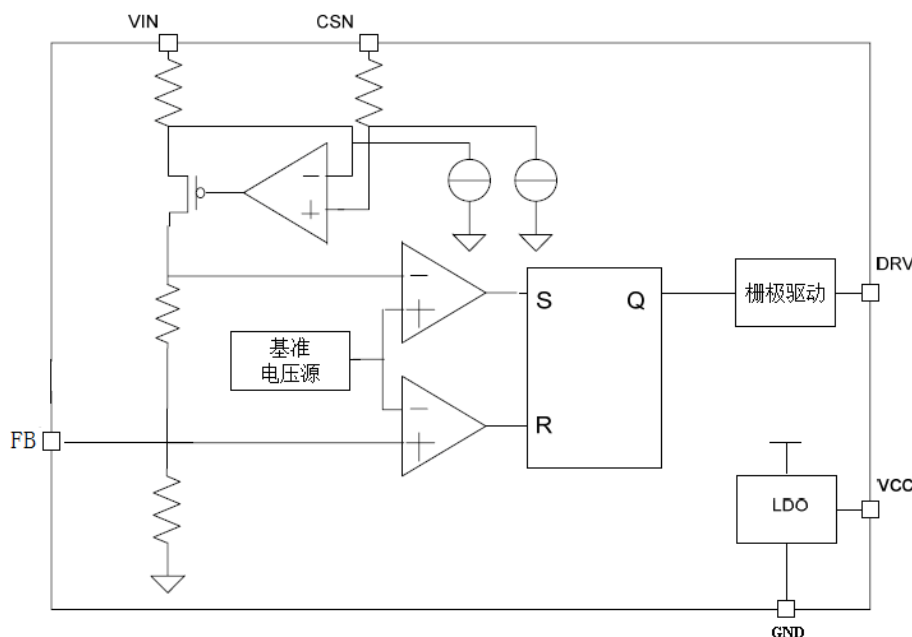 VIN
CSN
−
+
−
+
S
Q
栅极驱动
DRV
基准
电压源
−
+
R
FB
VCC
LDO
GND